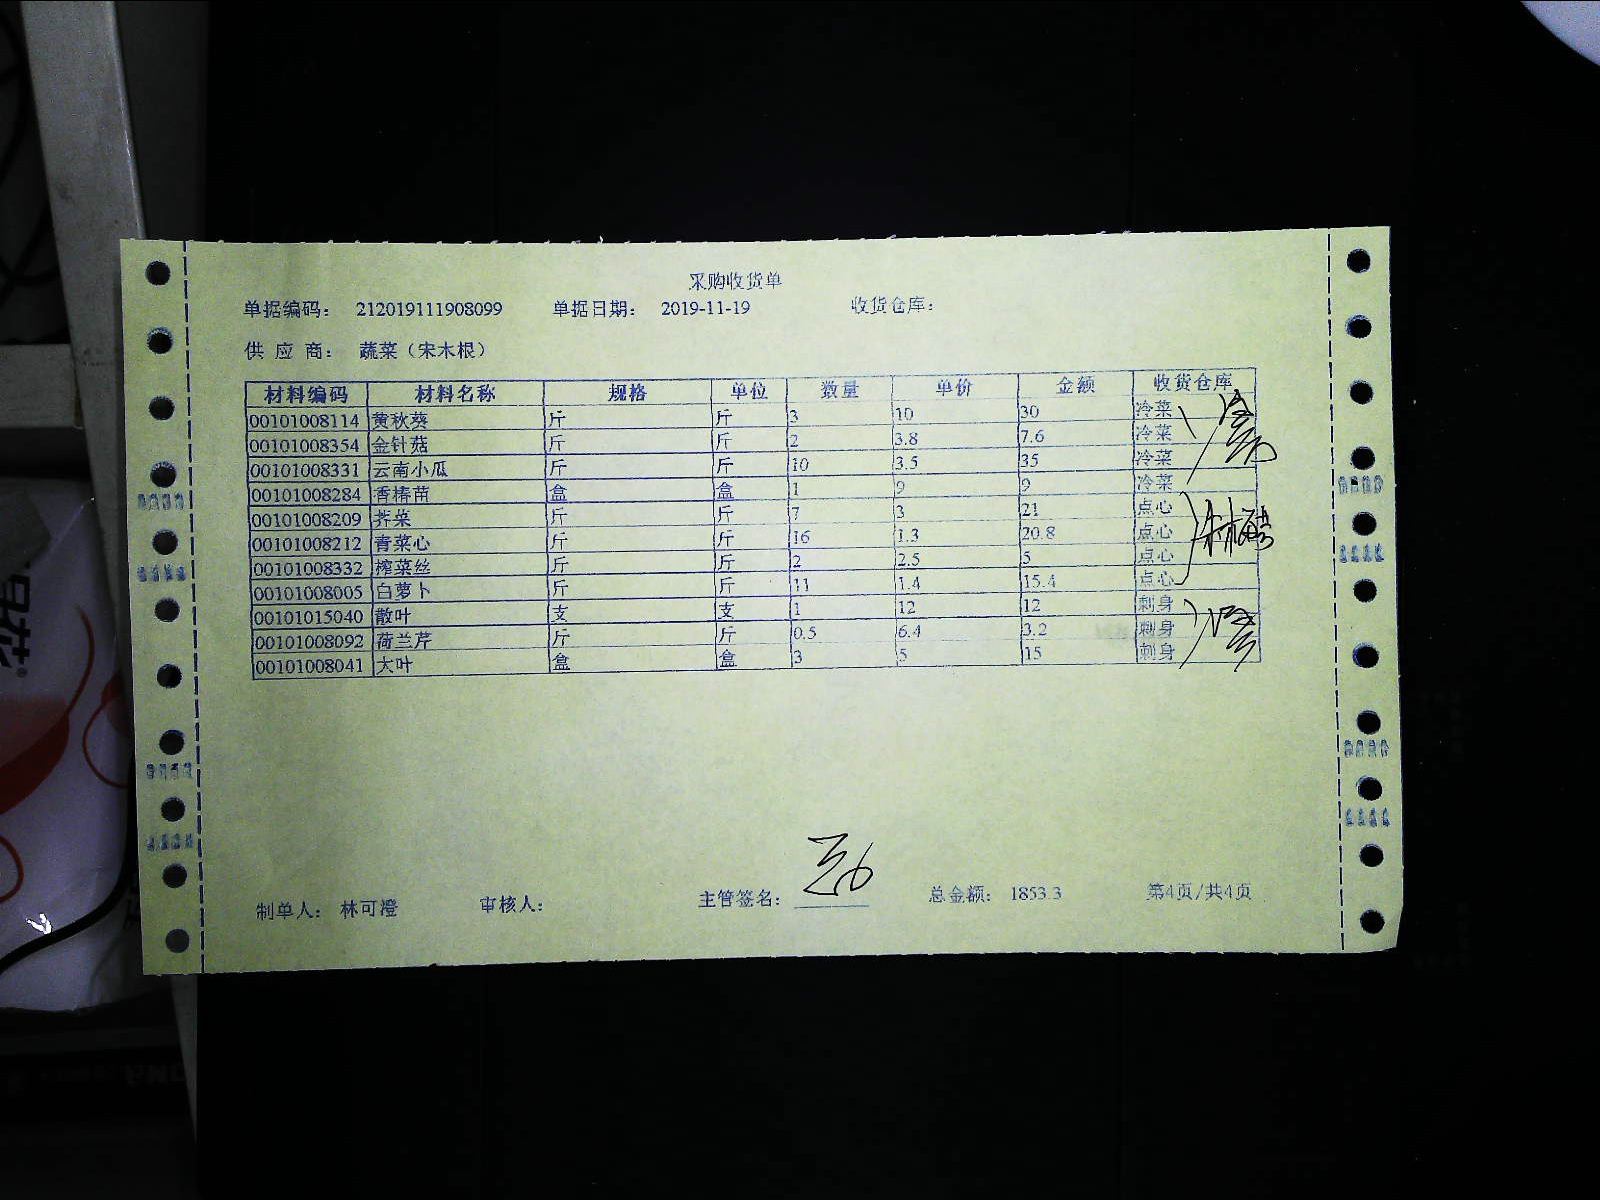 采购收货单
单据编码： 212019111908099 单据日期： 2019-11-19 收货仓库：
供 应 商： 蔬菜（宋木根）
材料编码 材料名称 规格 单位 数量 单价 金额 收货仓库
00101008114 黄秋葵 斤 斤 3 10 30 冷菜
00101008354 金针菇 斤 斤 2 3.8 7.6 冷菜
00101008331 云南小瓜 斤 斤 10 3.5 35 冷菜
00101008284 香椿苗 盒 盒 1 9 9 冷菜
00101008209 荠菜 斤 斤 7 3 21 点心
00101008212 青菜心 斤 斤 16 1.3 20.8 点心
00101008332 榨菜丝 斤 斤 2 2.5 5 点心
00101008005 白萝卜 斤 斤 11 1.4 15.4 点心
00101015040 散叶 支 支 1 12 12 刺身
00101008092 荷兰芹 斤 斤 0.5 6.4 3.2 刺身
00101008041 大叶 盒 盒 3 5 15 刺身
制单人： 林可澄 审核人： 主管签名： 总金额： 1853.3 第4页/共4页